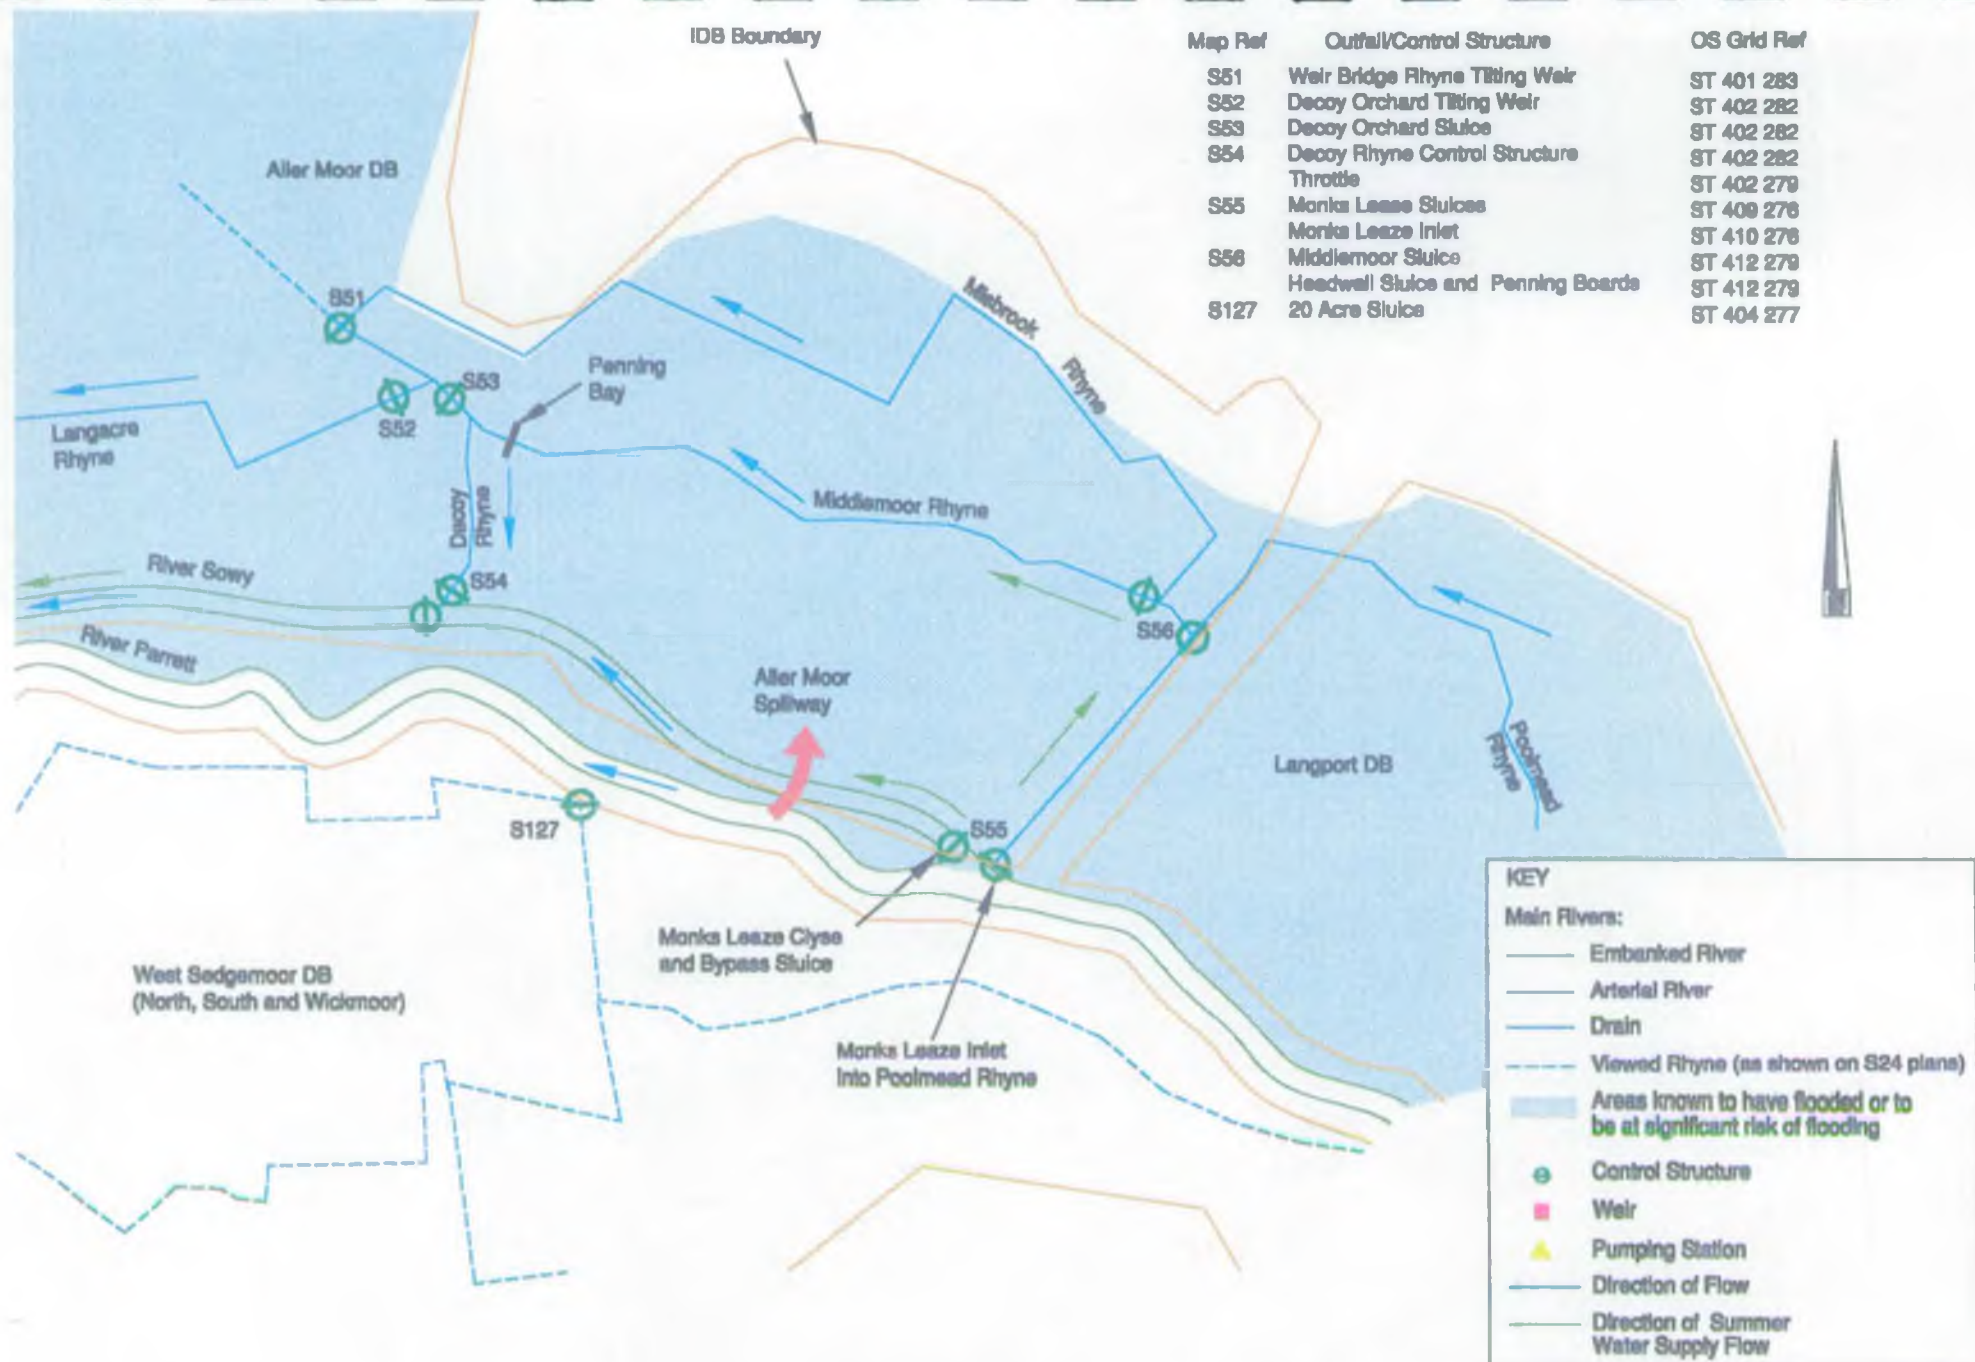 IDB Boundary
Map Ref Outfall/Control Structure OS Grid Ref
S51 Weir Bridge Rhyne Tilting Weir ST 401 283
S52 Decoy Orchard Tilting Weir ST 402 282
S53 Decoy Orchard Sluice ST 402 282
S54 Decoy Rhyne Control Structure ST 402 282
Throttle ST 402 279
S55 Monks Lease Sluices ST 409 276
Monks Leaze Inlet ST 410 276
S56 Middlemoor Sluice ST 412 279
Headwall Sluice and Penning Boards ST 412 279
S127 20 Acre Sluice ST 404 277
Aller Moor DB
S51
Misbrook
Rhyne
Penning
Bay
S53
S52
Langacre
Rhyne
Decoy
Rhyne
Middlemoor Rhyne
River Sowy
S54
S56
River Parrett
Aller Moor
Spillway
Langport DB
Poolmead
Rhyne
S127
S55
Monks Leaze Clyse
and Bypass Sluice
West Sedgemoor DB
(North, South and Wickmoor)
Monks Leaze Inlet
Into Poolmead Rhyne
KEY
Main Rivers:
Embanked River
Arterial River
Drain
Viewed Rhyne (as shown on S24 plans)
Areas known to have flooded or to
be at significant risk of flooding
Control Structure
Weir
Pumping Station
Direction of Flow
Direction of Summer
Water Supply Flow